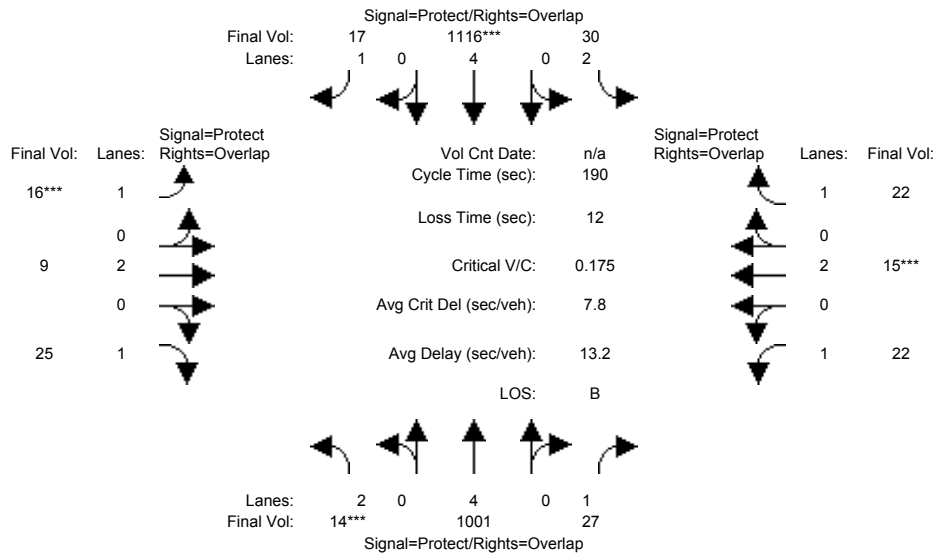 Signal=Protect/Rights=Overlap
Final Vol: 17 1116*** 30
Lanes: 1 0 4 0 2
Signal=Protect
Rights=Overlap
Final Vol: Lanes:
Vol Cnt Date: n/a
Signal=Protect
Rights=Overlap
Lanes: Final Vol:
Cycle Time (sec): 190
16*** 1
1 22
Loss Time (sec): 12
0
0
9 2
Critical V/C: 0.175
2 15***
0
Avg Crit Del (sec/veh): 7.8
0
25 1
Avg Delay (sec/veh): 13.2
1 22
LOS: B
Lanes: 2 0 4 0 1
Final Vol: 14*** 1001 27
Signal=Protect/Rights=Overlap